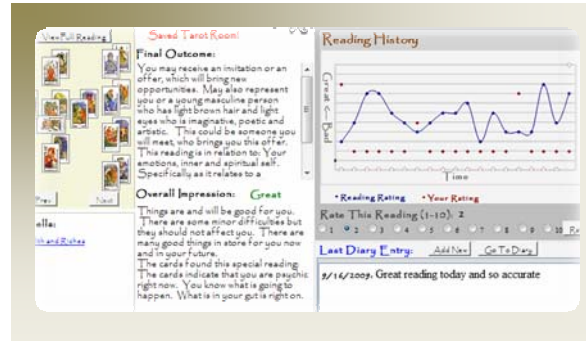 View Full Reading
Prev
Next
ella:
th and Riches
Saved Tarot Room!
Final Outcome:
You may receive an invitation or an
offer, which will bring new
opportunities. May also represent
you or a young masculine person
who has light brown hair and light
eyes who is imaginative, poetic and
artistic. This could be someone you
will meet, who brings you this offer.
This reading is in relation to: Your
emotions, inner and spiritual self.
Specifically as it relates to a
Overall Impression: Great
Things are and will be good for you.
There are some minor difficulties but
they should not affect you. There are
many good things in store for you now
and in your future.
The cards found this special reading:
The cards indicate that you are psychic
right now. You know what is going to
happen. What is in your gut is right on.
Reading History
Great <- Bad
Time
Reading Rating
Your Rating
Rate This Reading (1-10): 2
1 2 3 4 5 6 7 8 9 10
Last Diary Entry: Add New Go To Diary
9/16/2009. Great reading today and so accurate